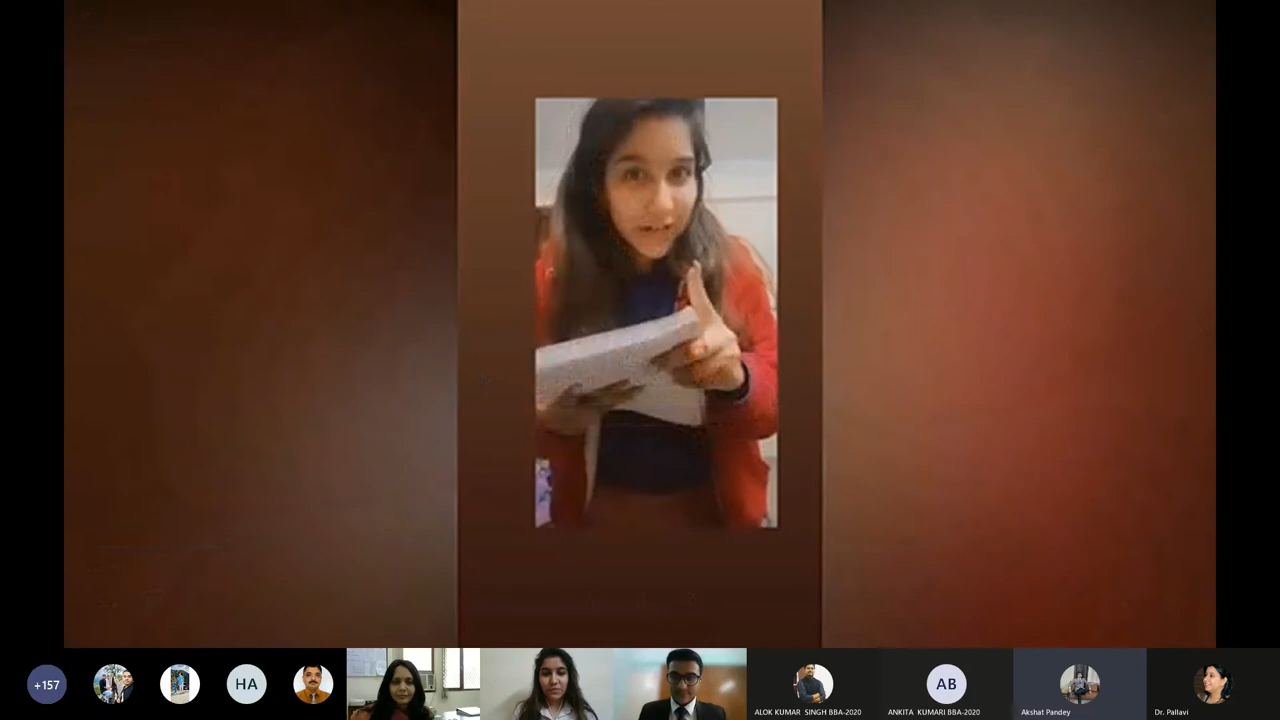 +157
HA
ALOK KUMAR SINGH BBA-2020
AB
ANKITA KUMARI BBA-2020
Akshat Pandey
Dr. Pallavi